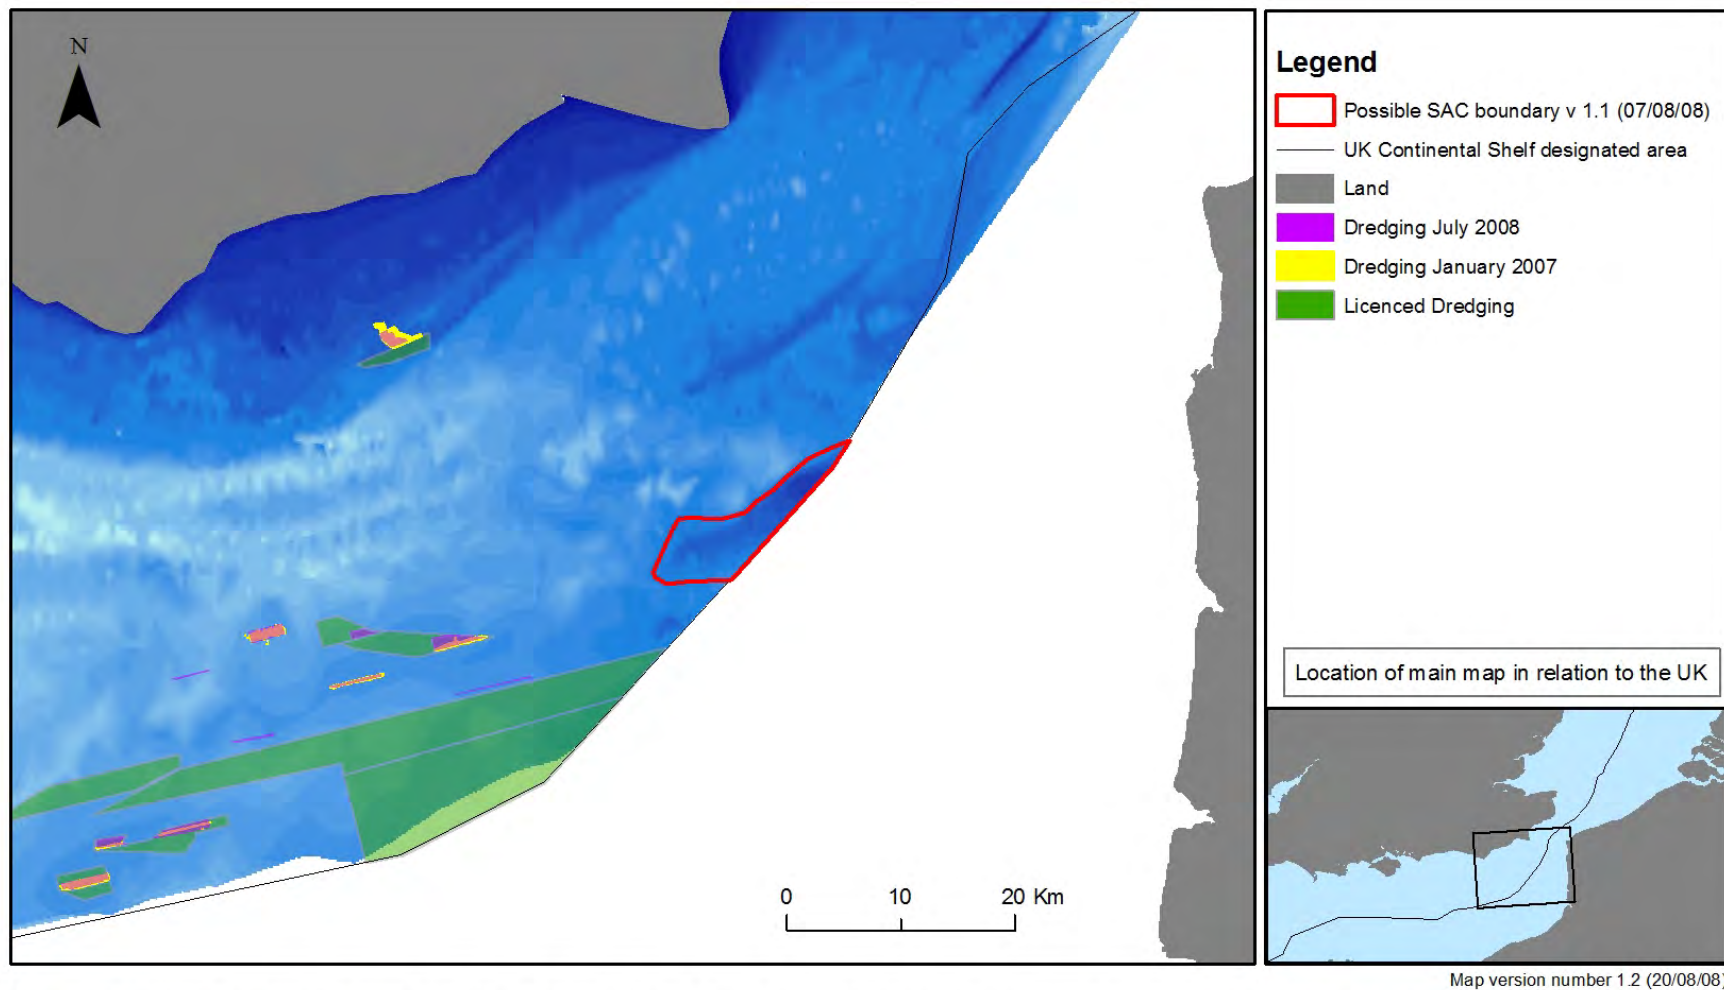 N
Legend
Possible SAC boundary v 1.1 (07/08/08)
UK Continental Shelf designated area
Land
Dredging July 2008
Dredging January 2007
Licenced Dredging
Location of main map in relation to the UK
0 10 20 Km
Map version number 1.2 (20/08/08)